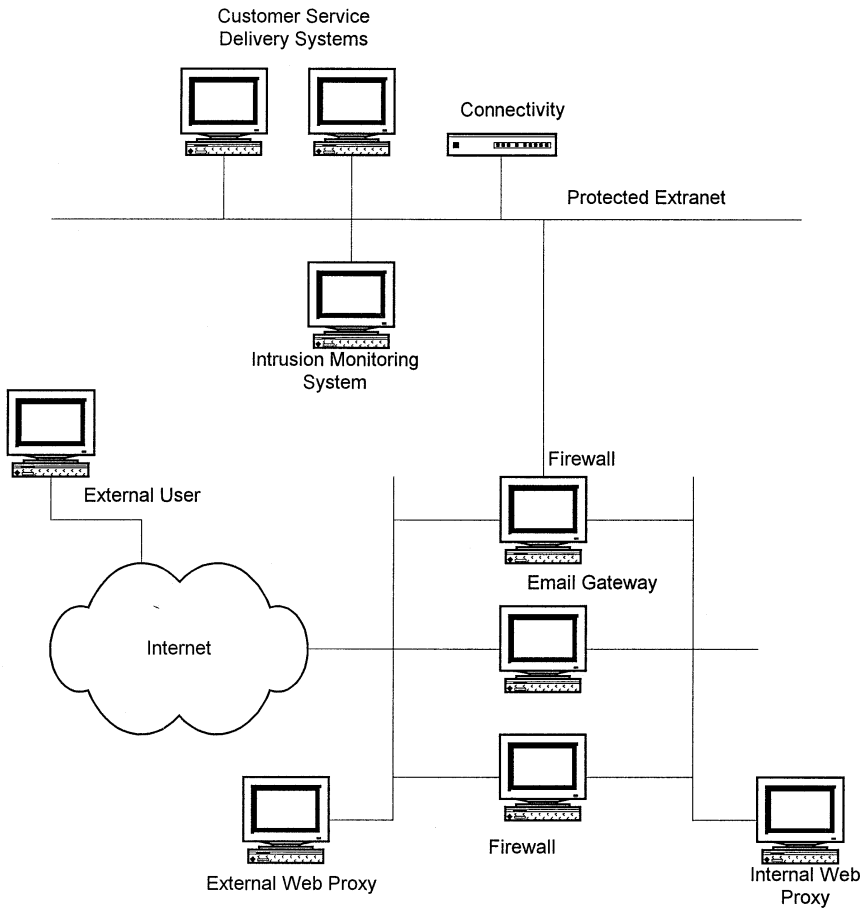 Customer Service
Delivery Systems
Connectivity
Protected Extranet
Intrusion Monitoring
System
Firewall
External User
Email Gateway
Internet
Firewall
External Web Proxy
Internal Web
Proxy